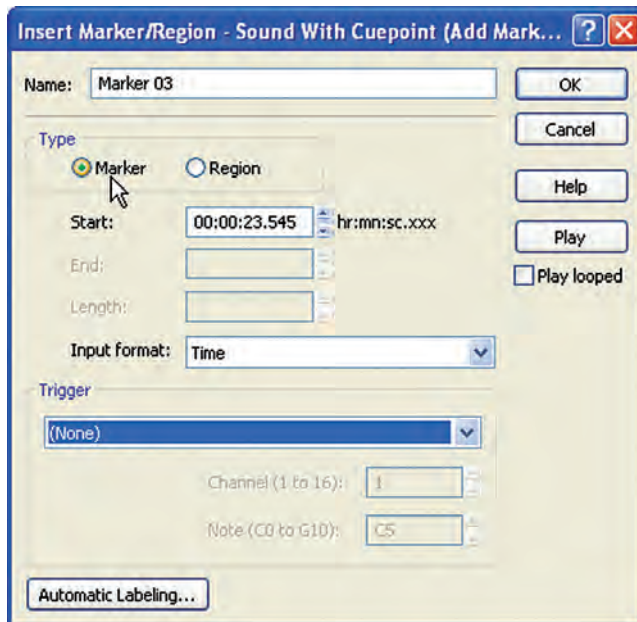 Insert Marker/Region - Sound With Cuepoint (Add Mark...
Name: Marker 03 OK
Type Cancel
Marker Region
Help
Start: 00:00:23.545 hr:mn:sc.xxx
Play
End:
Play looped
Length:
Input format: Time
Trigger
(None)
Channel (1 to 16): 1
Note (C0 to G10): C5
Automatic Labeling...